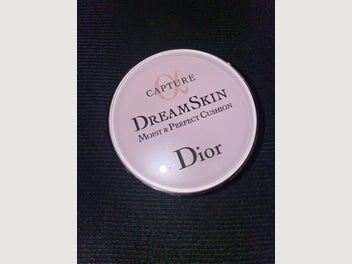 CAPTURE
DREAMSKIN
MOIST & PERFECT CUSHION
Dior